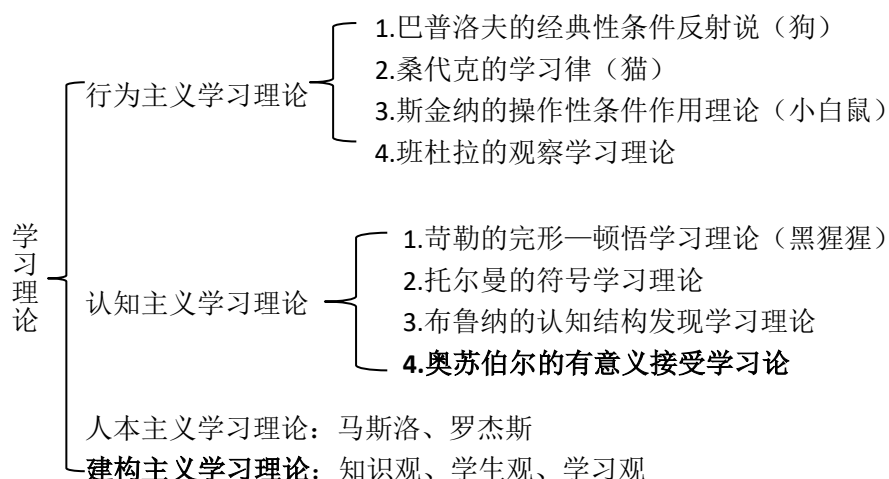 学习理论
行为主义学习理论
1.巴普洛夫的经典性条件反射说（狗）
2.桑代克的学习律（猫）
3.斯金纳的操作性条件作用理论（小白鼠）
4.班杜拉的观察学习理论
认知主义学习理论
1.苛勒的完形—顿悟学习理论（黑猩猩）
2.托尔曼的符号学习理论
3.布鲁纳的认知结构发现学习理论
4.奥苏伯尔的有意义接受学习论
人本主义学习理论：马斯洛、罗杰斯
建构主义学习理论：知识观、学生观、学习观